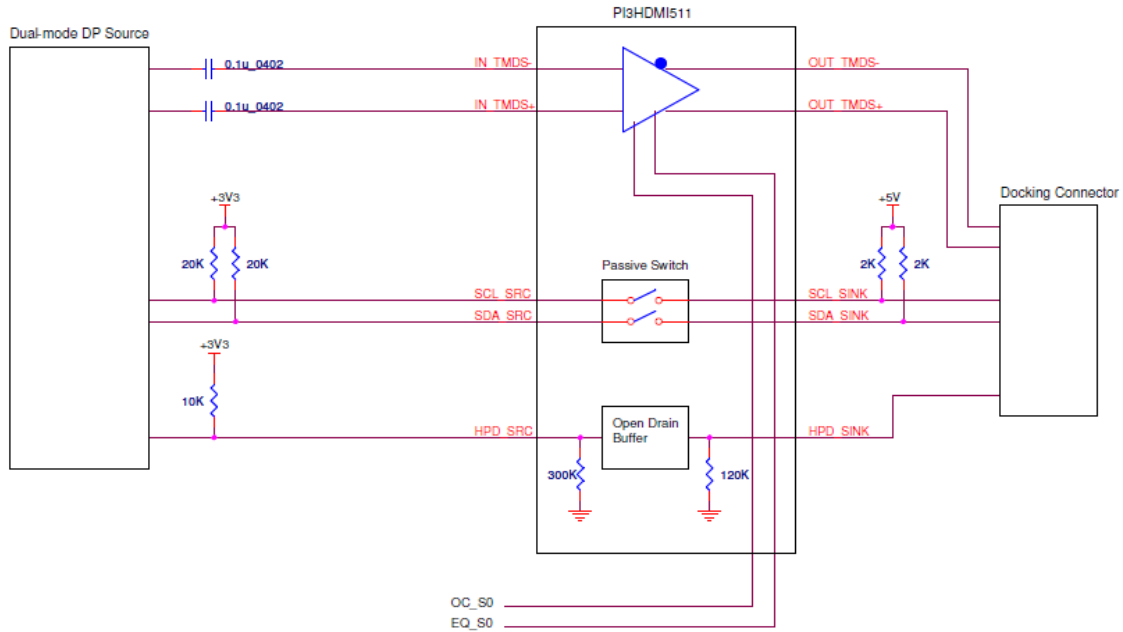 PI3HDMI511
Dual-mode DP Source
0.1u_0402
IN_TMDS-
OUT_TMDS-
0.1u_0402
IN_TMDS+
OUT_TMDS+
+3V3
+5V
Docking Connector
20K
20K
Passive Switch
2K
2K
SCL_SRC
SCL_SINK
SDA_SRC
SDA_SINK
+3V3
10K
Open Drain
Buffer
HPD_SRC
HPD_SINK
300K
120K
OC_S0
EQ_S0